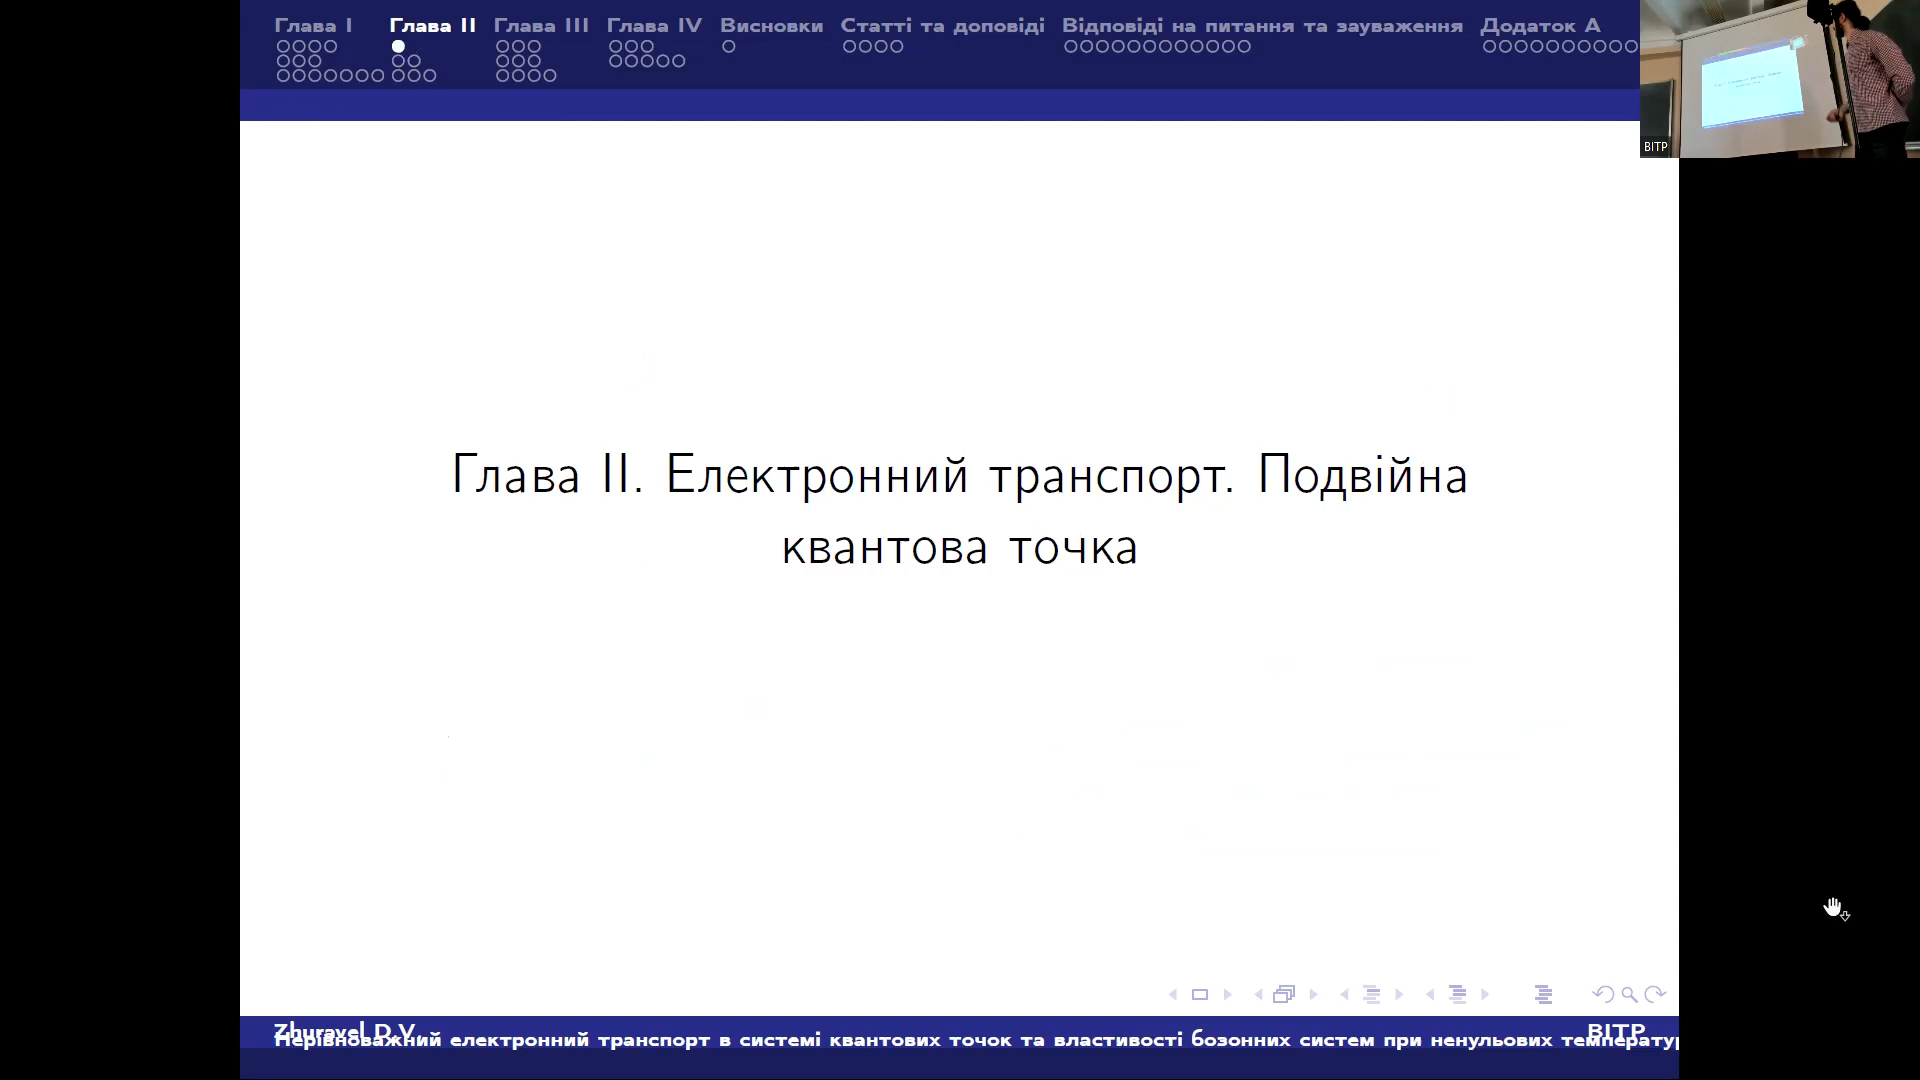 Глава I
Глава II
Глава III
Глава IV
Висновки
Статті та доповіді
Відповіді на питання та зауваження
Додаток A
BITP
Глава II. Електронний транспорт. Подвійна
квантова точка
Zhuravel D.V.
BITP
Нерівноважний електронний транспорт в системі квантових точок та властивості бозонних систем при ненульових температур